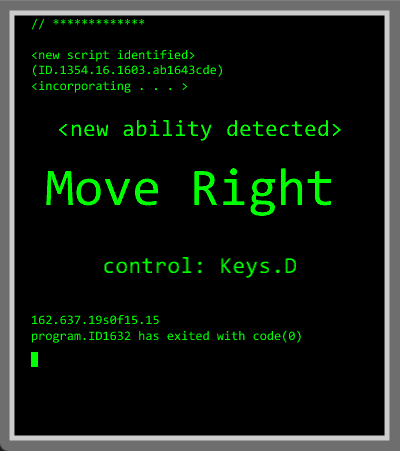 // *************
<new script identified>
(ID.1354.16.1603.ab1643cde)
<incorporating . . . >
<new ability detected>
Move Right
control: Keys.D
162.637.19s0f15.15
program.ID1632 has exited with code(0)